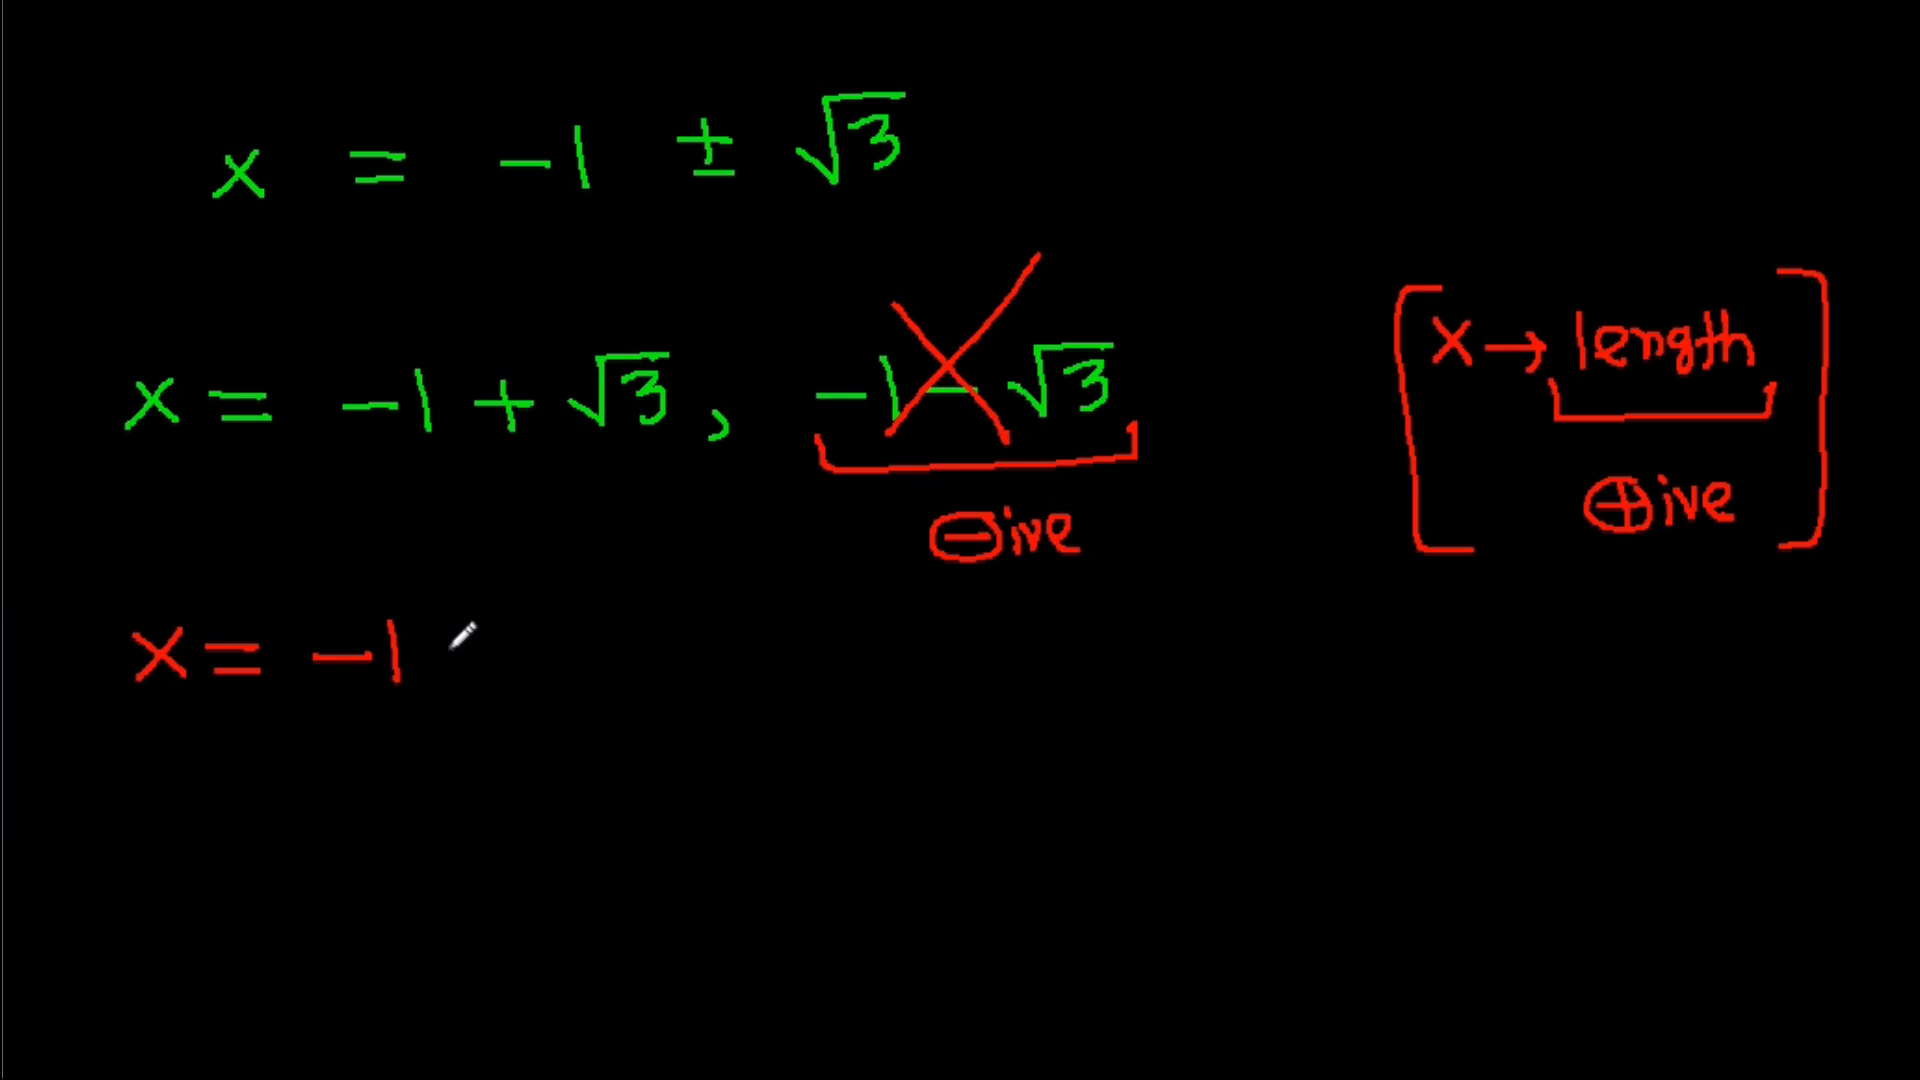 x = -1 ± √3
x = -1 + √3 , -1 - √3
⊖ive
[x → length
⊕ive]
x = -1